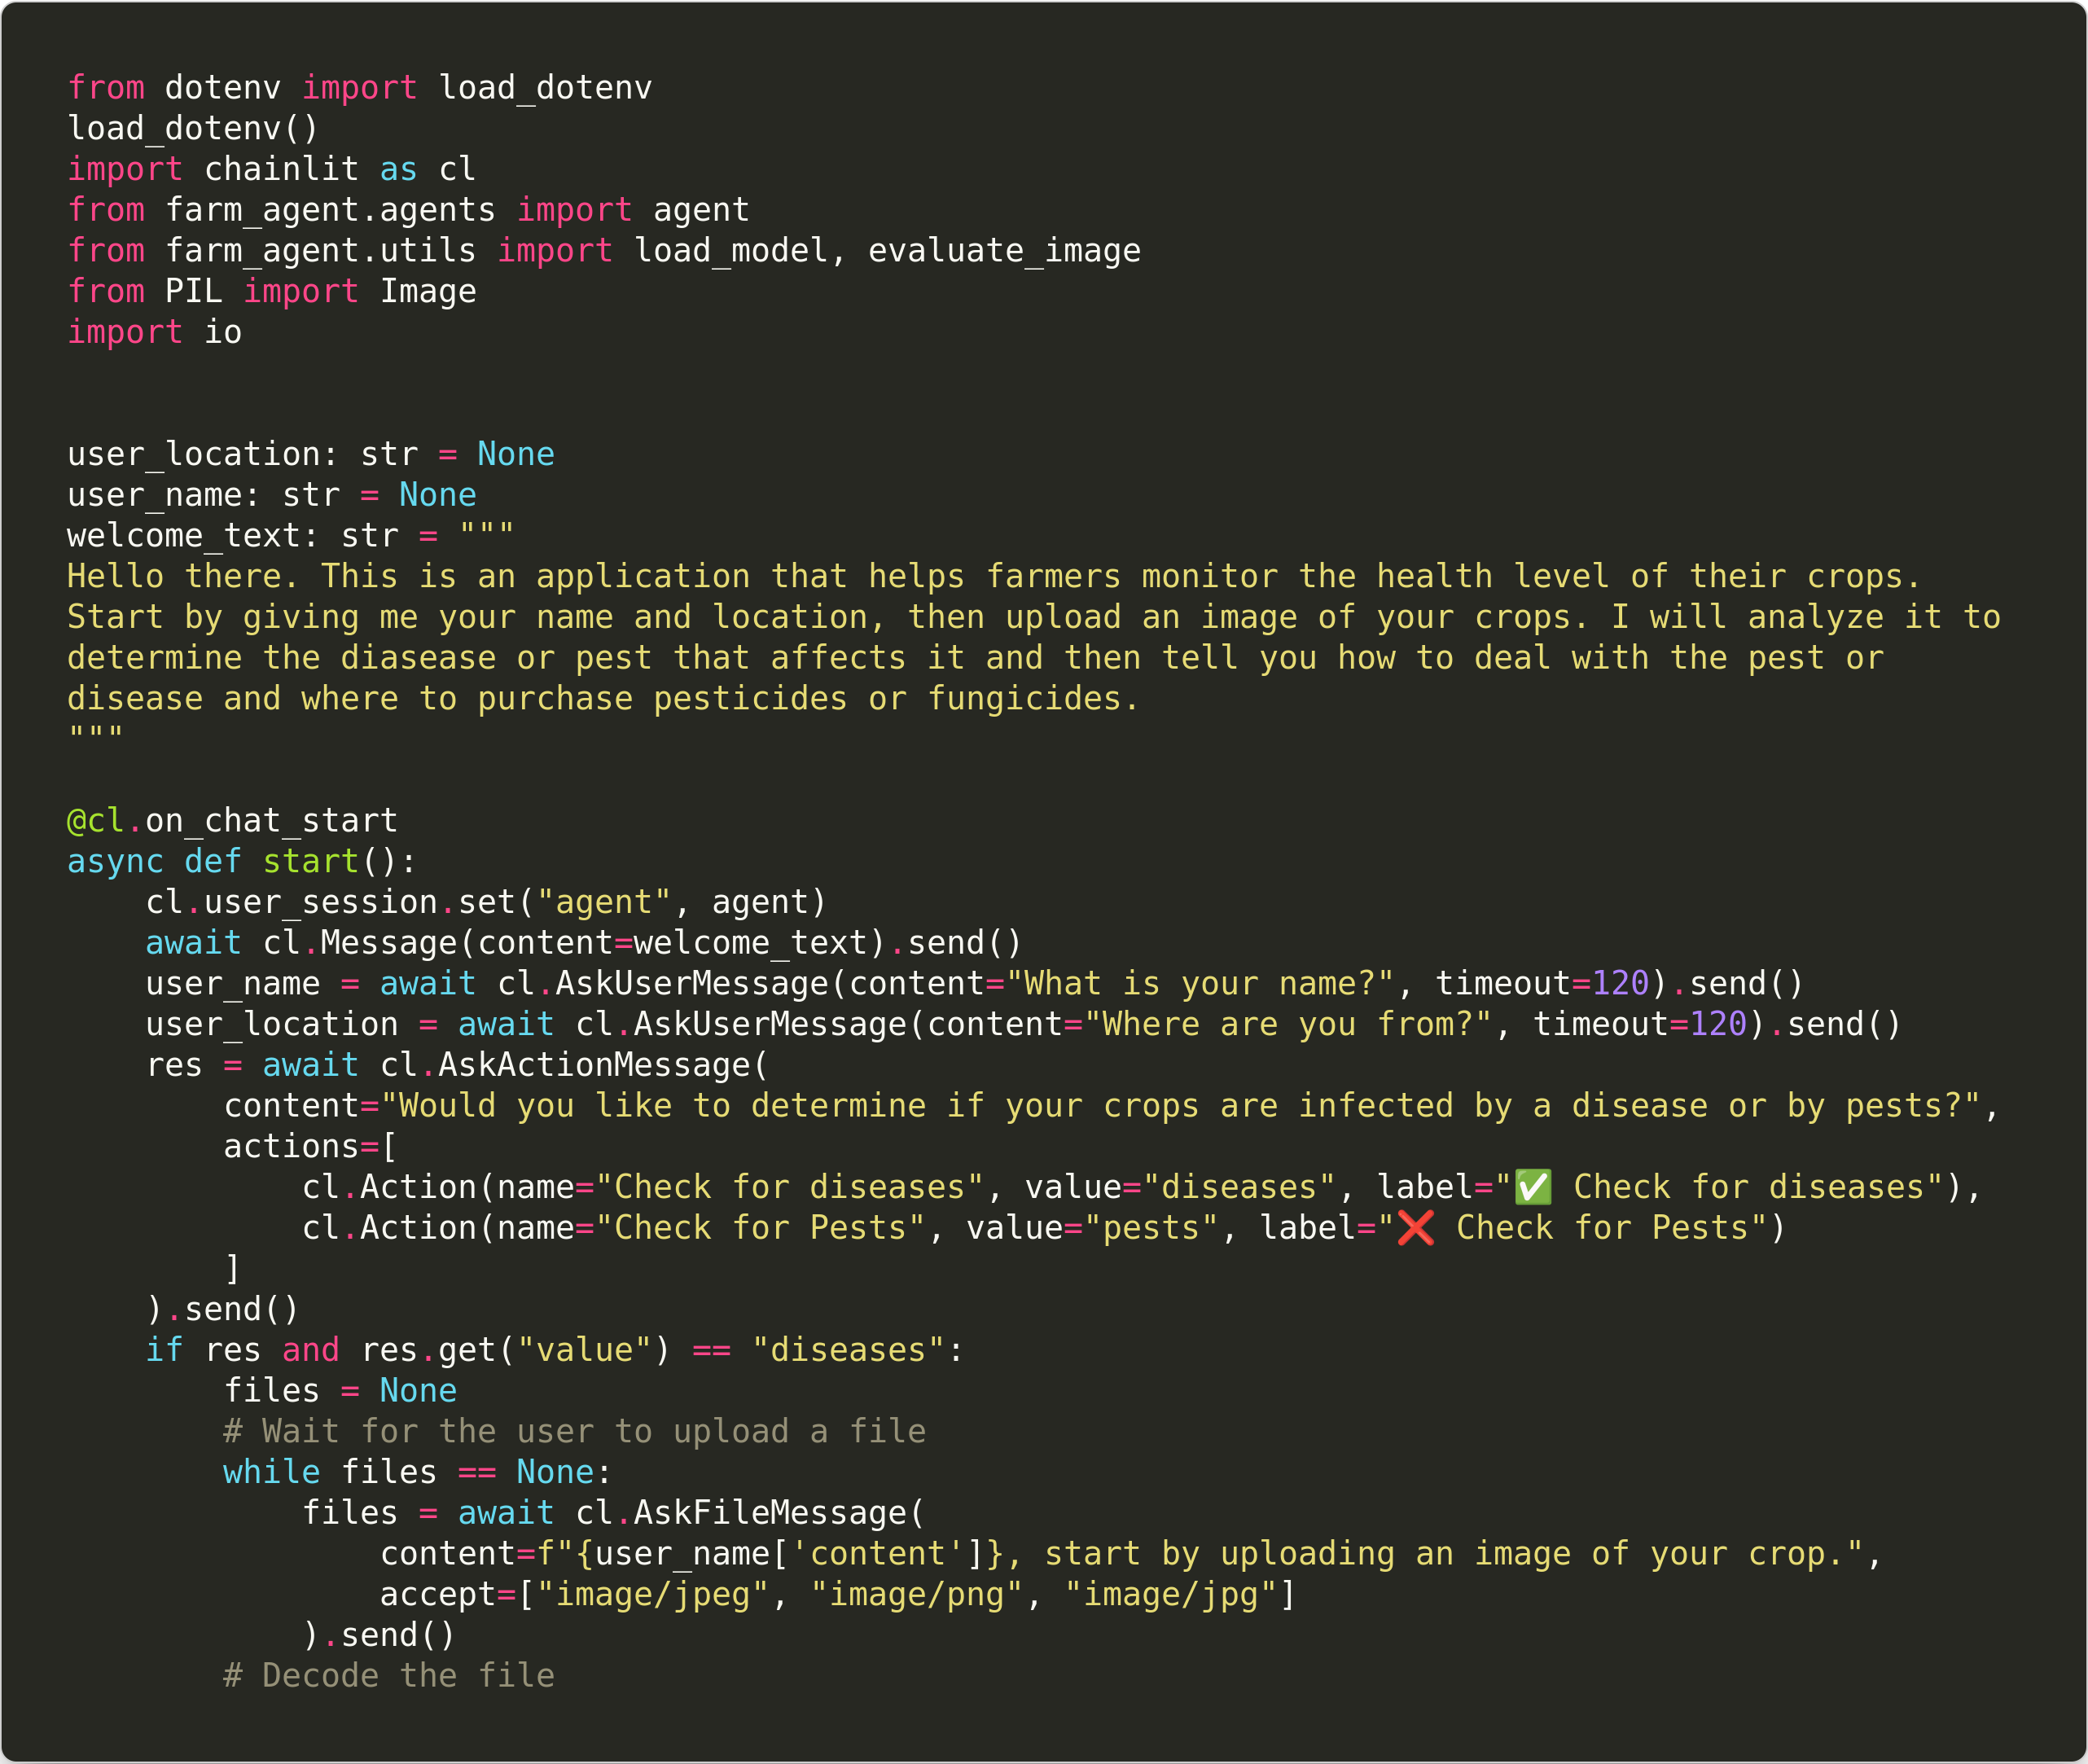 from dotenv import load_dotenv
load_dotenv()
import chainlit as cl
from farm_agent.agents import agent
from farm_agent.utils import load_model, evaluate_image
from PIL import Image
import io
user_location: str = None
user_name: str = None
welcome_text: str = """
Hello there. This is an application that helps farmers monitor the health level of their crops.
Start by giving me your name and location, then upload an image of your crops. I will analyze it to
determine the diasease or pest that affects it and then tell you how to deal with the pest or
disease and where to purchase pesticides or fungicides.
"""
@cl.on_chat_start
async def start():
    cl.user_session.set("agent", agent)
    await cl.Message(content=welcome_text).send()
    user_name = await cl.AskUserMessage(content="What is your name?", timeout=120).send()
    user_location = await cl.AskUserMessage(content="Where are you from?", timeout=120).send()
    res = await cl.AskActionMessage(
        content="Would you like to determine if your crops are infected by a disease or by pests?",
        actions=[
            cl.Action(name="Check for diseases", value="diseases", label="✅ Check for diseases"),
            cl.Action(name="Check for Pests", value="pests", label="❌ Check for Pests")
        ]
    ).send()
    if res and res.get("value") == "diseases":
        files = None
        # Wait for the user to upload a file
        while files == None:
            files = await cl.AskFileMessage(
                content=f"{user_name['content']}, start by uploading an image of your crop.",
                accept=["image/jpeg", "image/png", "image/jpg"]
            ).send()
        # Decode the file